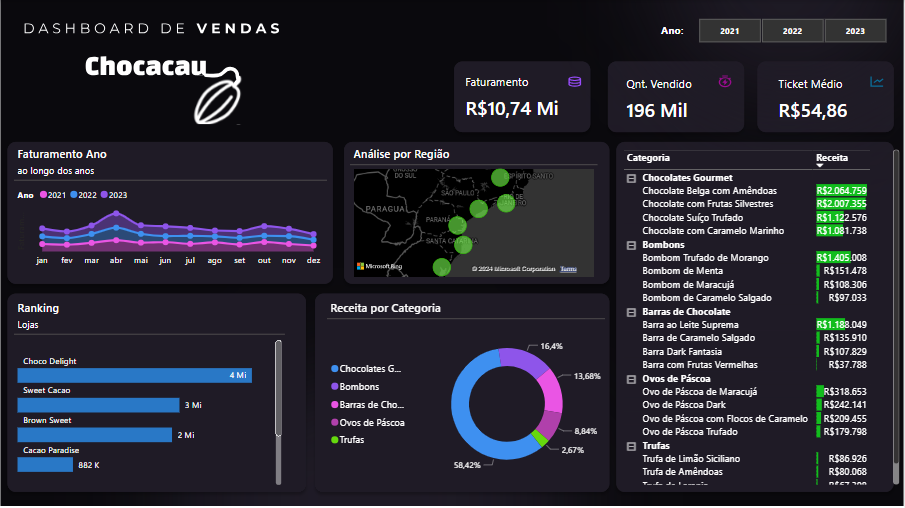 DASHBOARD DE VENDAS
Chocacau
Ano:
2021
2022
2023
Faturamento
R$10,74 Mi
Qnt. Vendido
196 Mil
Ticket Médio
R$54,86
Faturamento Ano
ao longo dos anos
Ano 2021 2022 2023
jan fev mar abr mai jun jul ago set out nov dez
Análise por Região
DO SUL
ESPÍRITO SANTO
SÃO PAULO
PARAGUAI
PARANÁ
SANTA CATARINA
Microsoft Bing
© 2024 Microsoft Corporation Terms
Ranking
Lojas
Choco Delight
4 Mi
Sweet Cacao
3 Mi
Brown Sweet
2 Mi
Cacao Paradise
882 K
Receita por Categoria
Chocolates G...
Bombons
Barras de Cho...
Ovos de Páscoa
Trufas
16,4%
13,68%
8,84%
2,67%
58,42%
Categoria Receita
Chocolates Gourmet
Chocolate Belga com Amêndoas R$2.064.759
Chocolate com Frutas Silvestres R$2.007.355
Chocolate Suíço Trufado R$1.122.576
Chocolate com Caramelo Marinho R$1.081.738
Bombons
Bombom Trufado de Morango R$1.405.008
Bombom de Menta R$151.478
Bombom de Maracujá R$108.306
Bombom de Caramelo Salgado R$97.033
Barras de Chocolate
Barra ao Leite Suprema R$1.188.049
Barra de Caramelo Salgado R$135.910
Barra Dark Fantasia R$107.829
Barra com Frutas Vermelhas R$37.788
Ovos de Páscoa
Ovo de Páscoa de Maracujá R$318.653
Ovo de Páscoa Dark R$242.141
Ovo de Páscoa com Flocos de Caramelo R$209.455
Ovo de Páscoa Trufado R$179.798
Trufas
Trufa de Limão Siciliano R$86.926
Trufa de Amêndoas R$80.068